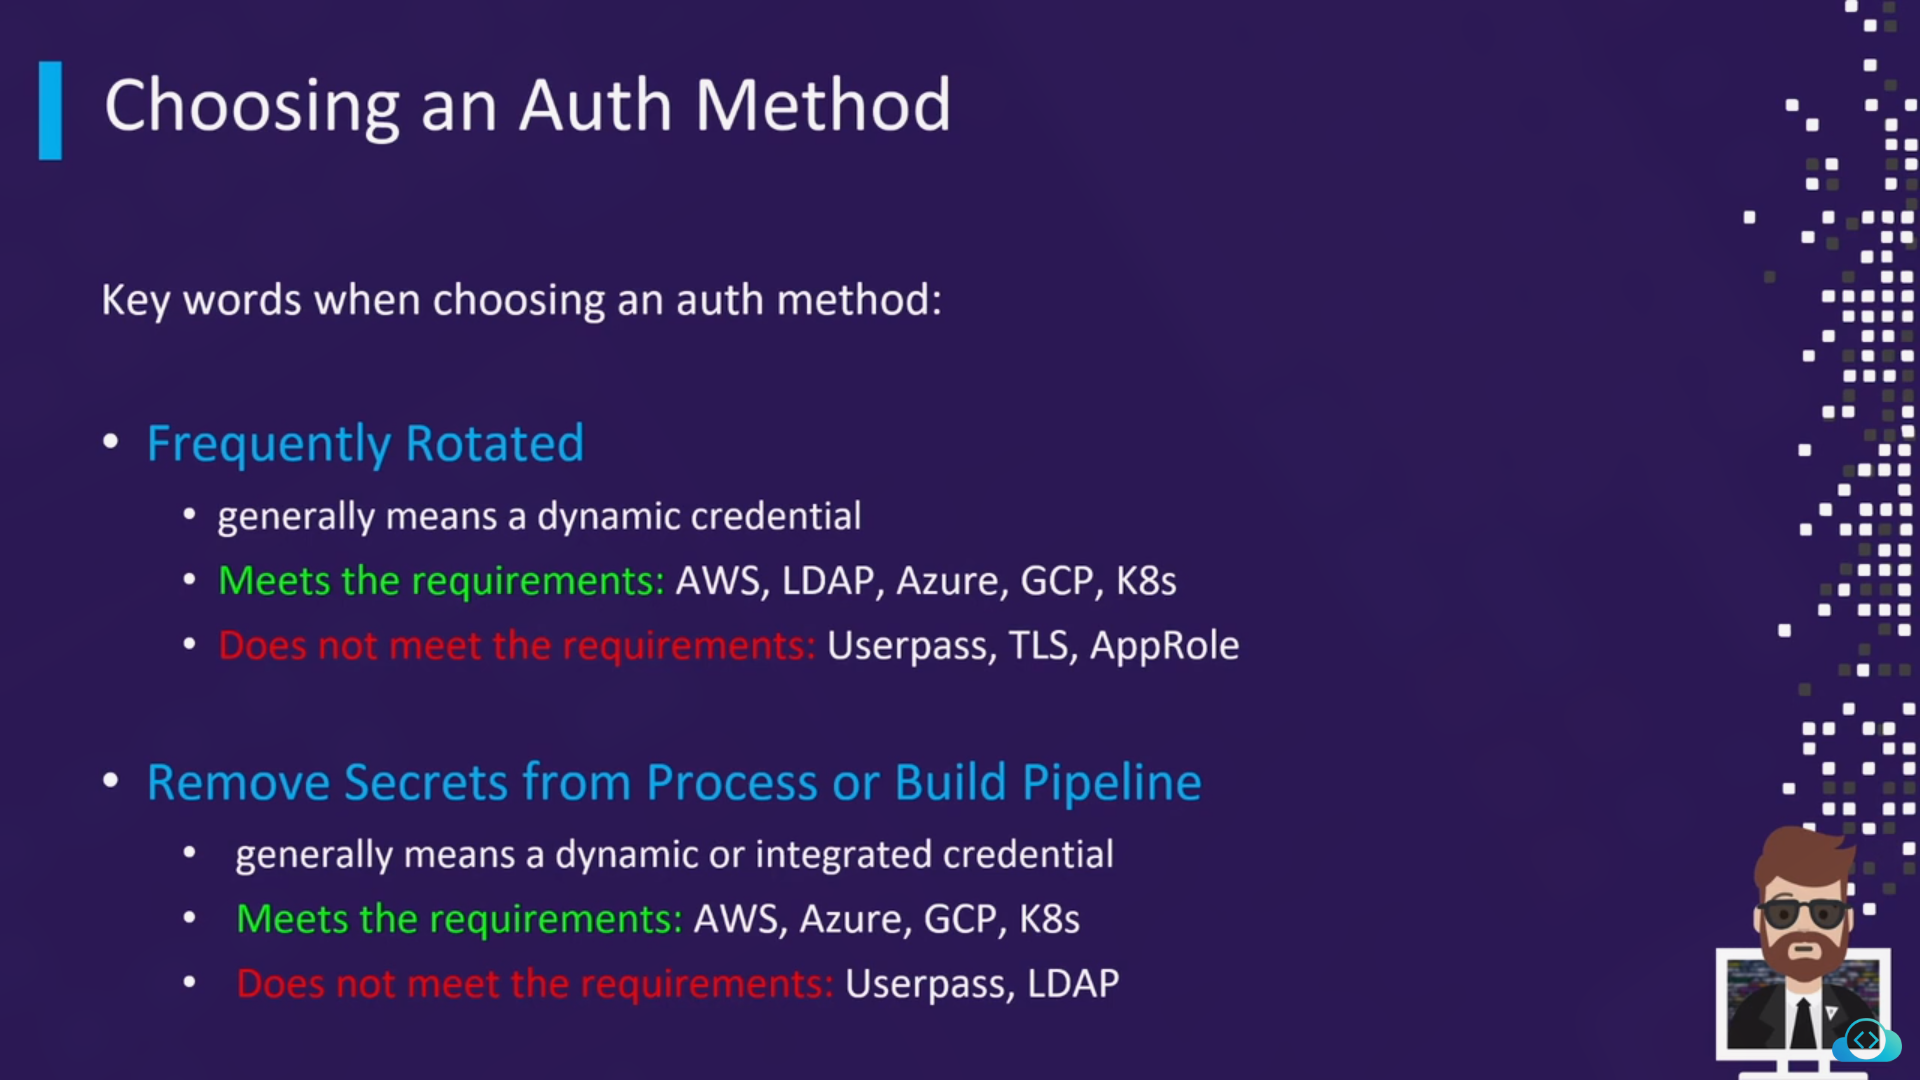 Choosing an Auth Method
Key words when choosing an auth method:
• Frequently Rotated
• generally means a dynamic credential
• Meets the requirements: AWS, LDAP, Azure, GCP, K8s
• Does not meet the requirements: Userpass, TLS, AppRole
• Remove Secrets from Process or Build Pipeline
• generally means a dynamic or integrated credential
• Meets the requirements: AWS, Azure, GCP, K8s
• Does not meet the requirements: Userpass, LDAP